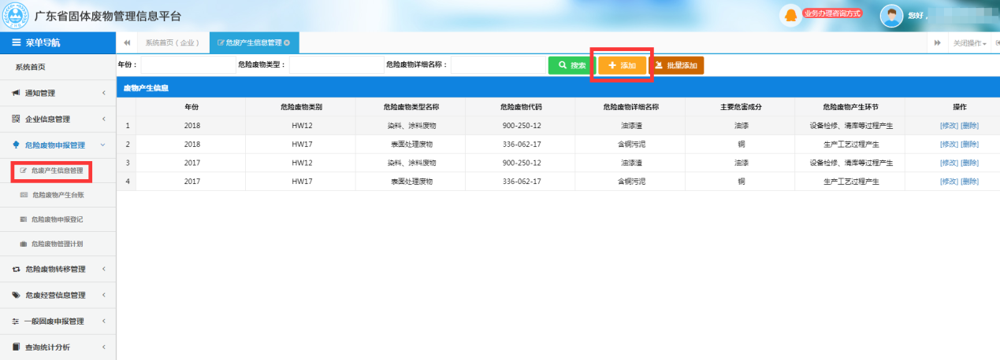 广东省固体废物管理信息平台
业务办理咨询方式
您好，
菜单导航
系统首页（企业）
危废产生信息管理
关闭操作
系统首页
年份：
危险废物类型：
危险废物详细名称：
搜索
添加
批量添加
通知管理
企业信息管理
危险废物申报管理
危废产生信息管理
危险废物产生台账
危险废物申报登记
危险废物管理计划
危险废物转移管理
危废经营信息管理
一般固废申报管理
查询统计分析
废物产生信息
年份 危险废物类别 危险废物类型名称 危险废物代码 危险废物详细名称 主要危害成分 危险废物产生环节 操作
1 2018 HW12 染料、涂料废物 900-250-12 油漆渣 油漆 设备检修、清库等过程产生 [修改] [删除]
2 2018 HW17 表面处理废物 336-062-17 含铜污泥 铜 生产工艺过程产生 [修改] [删除]
3 2017 HW12 染料、涂料废物 900-250-12 油漆渣 油漆 设备检修、清库等过程产生 [修改] [删除]
4 2017 HW17 表面处理废物 336-062-17 含铜污泥 铜 生产工艺过程产生 [修改] [删除]